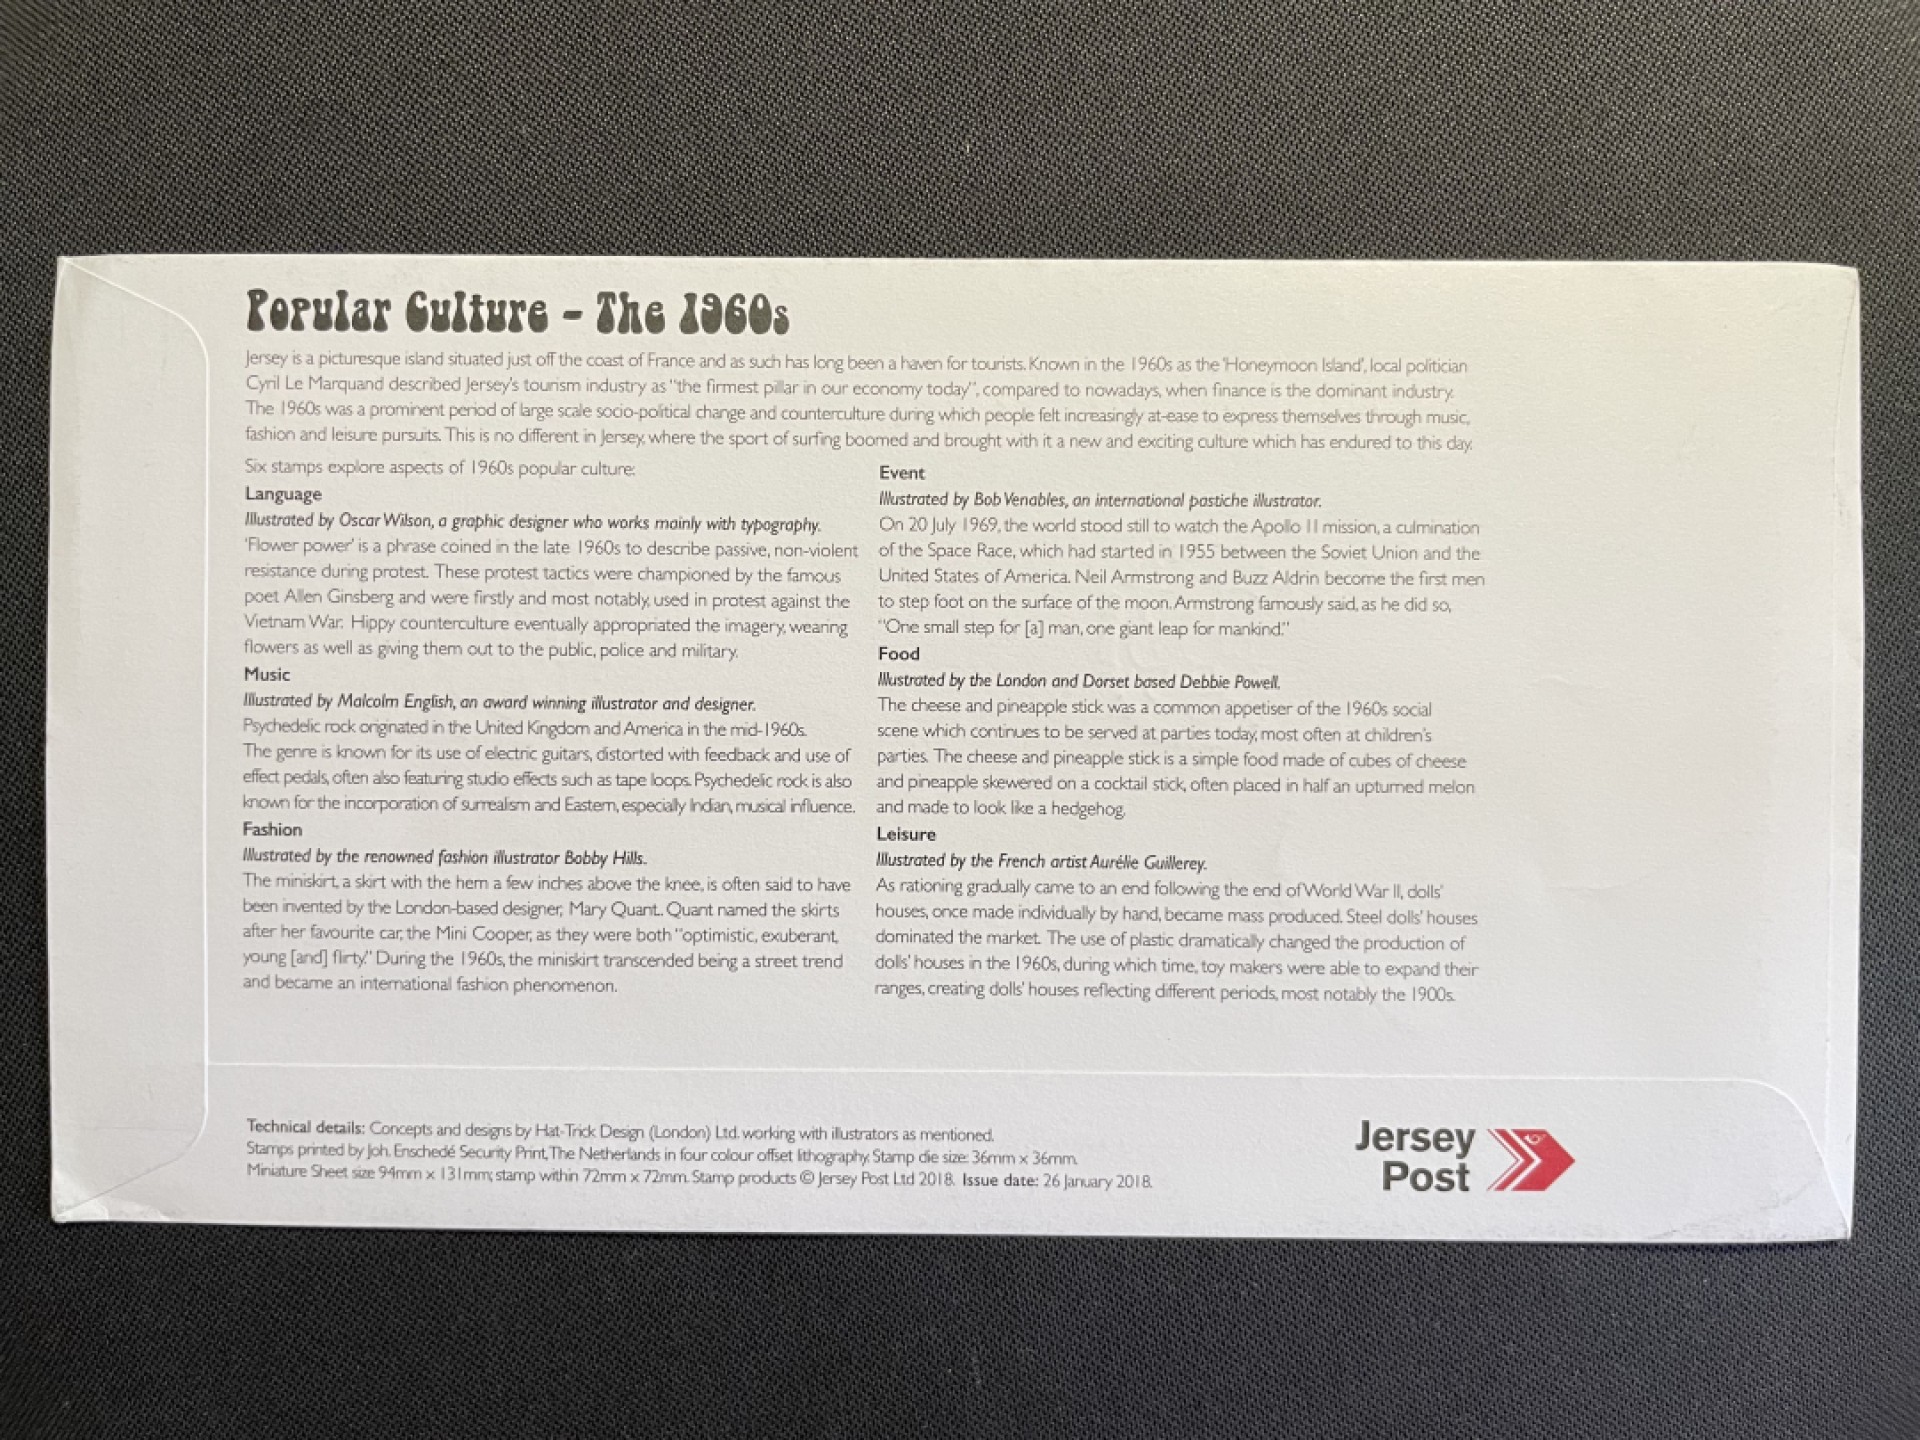 Popular Culture – The 1960s
Jersey is a picturesque island situated just off the coast of France and as such has long been a haven for tourists. Known in the 1960s as the 'Honeymoon Island', local politician
Cyril Le Marquand described Jersey's tourism industry as "the firmest pillar in our economy today", compared to nowadays, when finance is the dominant industry.
The 1960s was a prominent period of large scale socio-political change and counterculture during which people felt increasingly at-ease to express themselves through music,
fashion and leisure pursuits. This is no different in Jersey, where the sport of surfing boomed and brought with it a new and exciting culture which has endured to this day.
Six stamps explore aspects of 1960s popular culture:
Language
Illustrated by Oscar Wilson, a graphic designer who works mainly with typography.
'Flower power' is a phrase coined in the late 1960s to describe passive, non-violent
resistance during protest. These protest tactics were championed by the famous
poet Allen Ginsberg and were firstly and most notably, used in protest against the
Vietnam War. Hippy counterculture eventually appropriated the imagery, wearing
flowers as well as giving them out to the public, police and military.
Music
Illustrated by Malcolm English, an award winning illustrator and designer.
Psychedelic rock originated in the United Kingdom and America in the mid-1960s.
The genre is known for its use of electric guitars, distorted with feedback and use of
effect pedals, often also featuring studio effects such as tape loops. Psychedelic rock is also
known for the incorporation of surrealism and Eastern, especially Indian, musical influence.
Fashion
Illustrated by the renowned fashion illustrator Bobby Hills.
The miniskirt, a skirt with the hem a few inches above the knee, is often said to have
been invented by the London-based designer, Mary Quant. Quant named the skirts
after her favourite car, the Mini Cooper, as they were both "optimistic, exuberant,
young [and] flirty." During the 1960s, the miniskirt transcended being a street trend
and became an international fashion phenomenon.
Event
Illustrated by Bob Venables, an international pastiche illustrator.
On 20 July 1969, the world stood still to watch the Apollo 11 mission, a culmination
of the Space Race, which had started in 1955 between the Soviet Union and the
United States of America. Neil Armstrong and Buzz Aldrin become the first men
to step foot on the surface of the moon. Armstrong famously said, as he did so,
"One small step for [a] man, one giant leap for mankind."
Food
Illustrated by the London and Dorset based Debbie Powell.
The cheese and pineapple stick was a common appetiser of the 1960s social
scene which continues to be served at parties today, most often at children's
parties. The cheese and pineapple stick is a simple food made of cubes of cheese
and pineapple skewered on a cocktail stick, often placed in half an upturned melon
and made to look like a hedgehog.
Leisure
Illustrated by the French artist Aurélie Guillerey.
As rationing gradually came to an end following the end of World War II, dolls'
houses, once made individually by hand, became mass produced. Steel dolls' houses
dominated the market. The use of plastic dramatically changed the production of
dolls' houses in the 1960s, during which time, toy makers were able to expand their
ranges, creating dolls' houses reflecting different periods, most notably the 1900s.
Technical details: Concepts and designs by Hat-Trick Design (London) Ltd. working with illustrators as mentioned.
Stamps printed by Joh. Enschedé Security Print, The Netherlands in four colour offset lithography. Stamp die size: 36mm x 36mm.
Miniature Sheet size 94mm x 131mm; stamp within 72mm x 72mm. Stamp products © Jersey Post Ltd 2018. Issue date: 26 January 2018.
Jersey
Post